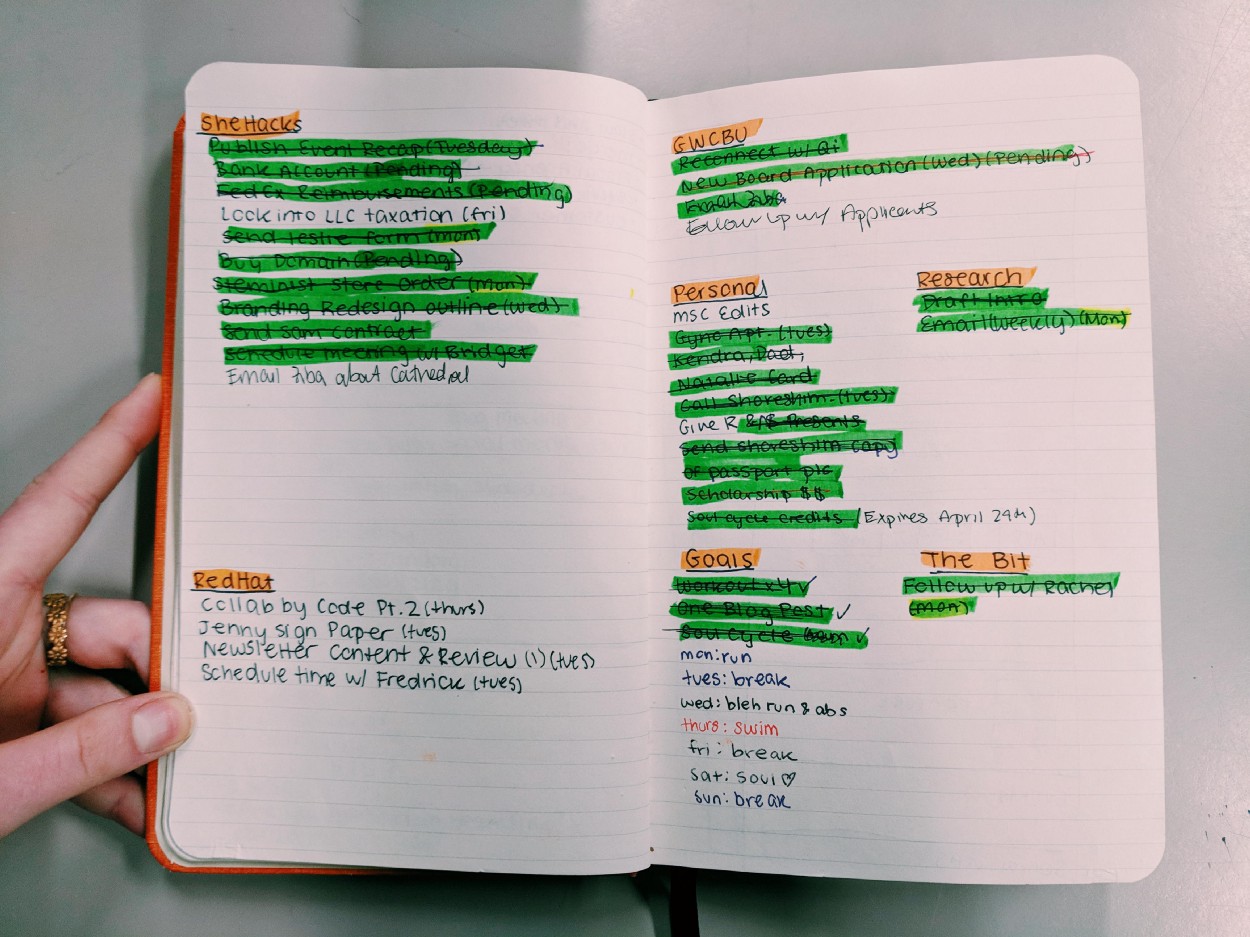 SheHacks
Publish Event Recap (Tuesday)
Bank Account (Pending)
FedEx Reimbursements (Pending)
Look into LLC taxation (fri)
Send Leslie form (mon)
Buy Domain (Pending)
Steminist Store Order (Mon)
Branding Redesign outline (wed)
Send Sam Contract
Schedule meeting w/ Bridget
Email Ziba about Cathedral
RedHat
Collab by Code Pt. 2 (thurs)
Jenny sign Paper (tues)
Newsletter Content & Review (1) (tues)
Schedule time w/ Fredrick (tues)
GWCBU
Reconnect w/ Qi
New Board Application (Wed) (Pending)
Email Ziba
Follow up w/ Applicants
Personal
msc Edits
Gyno Apt. (tues)
Kendra, Dad,
Natalie Card
Call Shoreshim (tues)
Give R & Presents
Send shoreshim copy
of passport pic
Scholarship $$
Soul cycle credits (Expires April 29th)
Research
Draft Intro
Email (weekly) (Mon)
Goals
Workout x4 ✓
One Blog Post ✓
Soul Cycle ✓
mon: run
tues: break
wed: bleh run & abs
thurs: swim
fri: break
sat: soul ♡
sun: break
The Bit
Follow up w/ Rachel
(Mon)